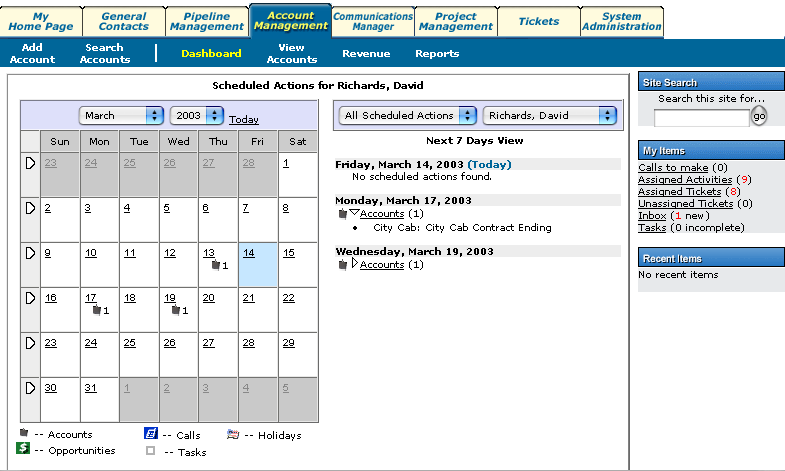 My Home Page
General Contacts
Pipeline Management
Account Management
Communications Manager
Project Management
Tickets
System Administration
Add Account
Search Accounts
Dashboard
View Accounts
Revenue
Reports
Scheduled Actions for Richards, David
March 2003 Today
Sun Mon Tue Wed Thu Fri Sat
23 24 25 26 27 28 1
2 3 4 5 6 7 8
9 10 11 12 13 14 15
1
16 17 18 19 20 21 22
1 1
23 24 25 26 27 28 29
30 31 1 2 3 4 5
-- Accounts -- Calls -- Holidays
$ -- Opportunities -- Tasks
All Scheduled Actions Richards, David
Next 7 Days View
Friday, March 14, 2003 (Today)
No scheduled actions found.
Monday, March 17, 2003
Accounts (1)
• City Cab: City Cab Contract Ending
Wednesday, March 19, 2003
Accounts (1)
Site Search
Search this site for...
go
My Items
Calls to make (0)
Assigned Activities (9)
Assigned Tickets (8)
Unassigned Tickets (0)
Inbox (1 new )
Tasks (0 incomplete)
Recent Items
No recent items